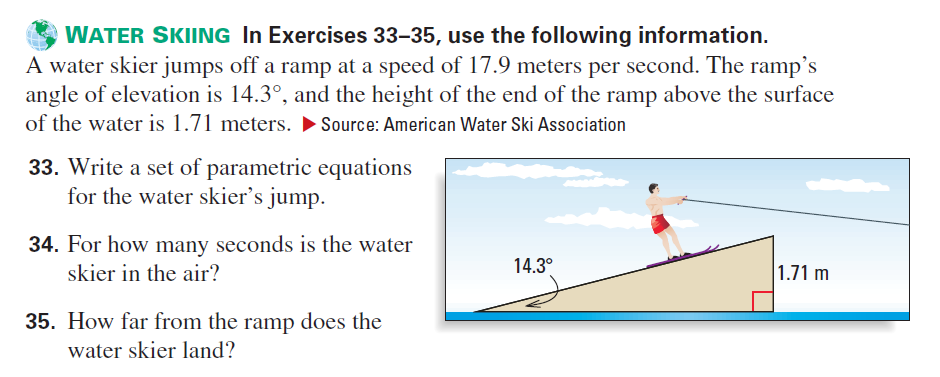 WATER SKIING In Exercises 33–35, use the following information.
A water skier jumps off a ramp at a speed of 17.9 meters per second. The ramp's
angle of elevation is 14.3°, and the height of the end of the ramp above the surface
of the water is 1.71 meters. ▶ Source: American Water Ski Association
33. Write a set of parametric equations
for the water skier's jump.
34. For how many seconds is the water
skier in the air?
35. How far from the ramp does the
water skier land?
14.3°
1.71 m